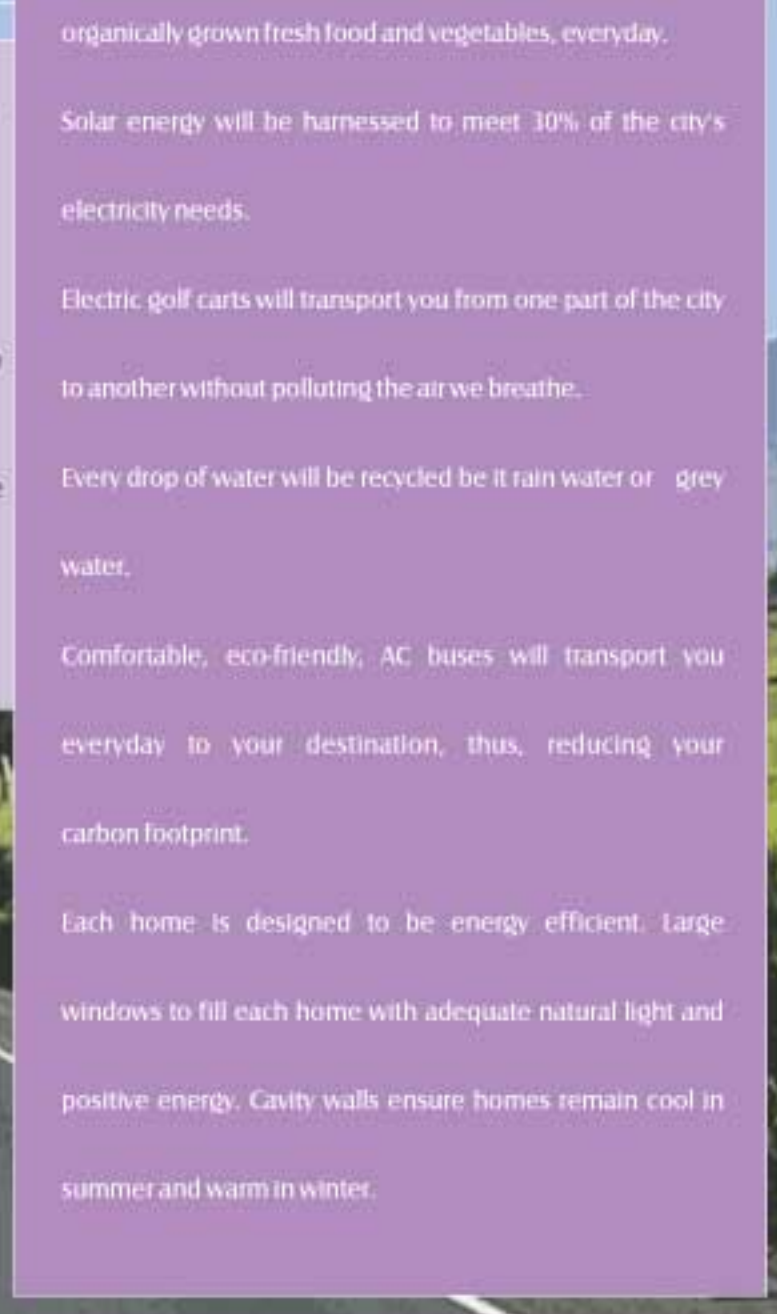 organically grown fresh food and vegetables, everyday.
Solar energy will be harnessed to meet 30% of the city's
electricity needs.
Electric golf carts will transport you from one part of the city
to another without polluting the air we breathe.
Every drop of water will be recycled be it rain water or grey
water.
Comfortable, eco-friendly, AC buses will transport you
everyday to your destination, thus, reducing your
carbon footprint.
Each home is designed to be energy efficient. Large
windows to fill each home with adequate natural light and
positive energy. Cavity walls ensure homes remain cool in
summer and warm in winter.